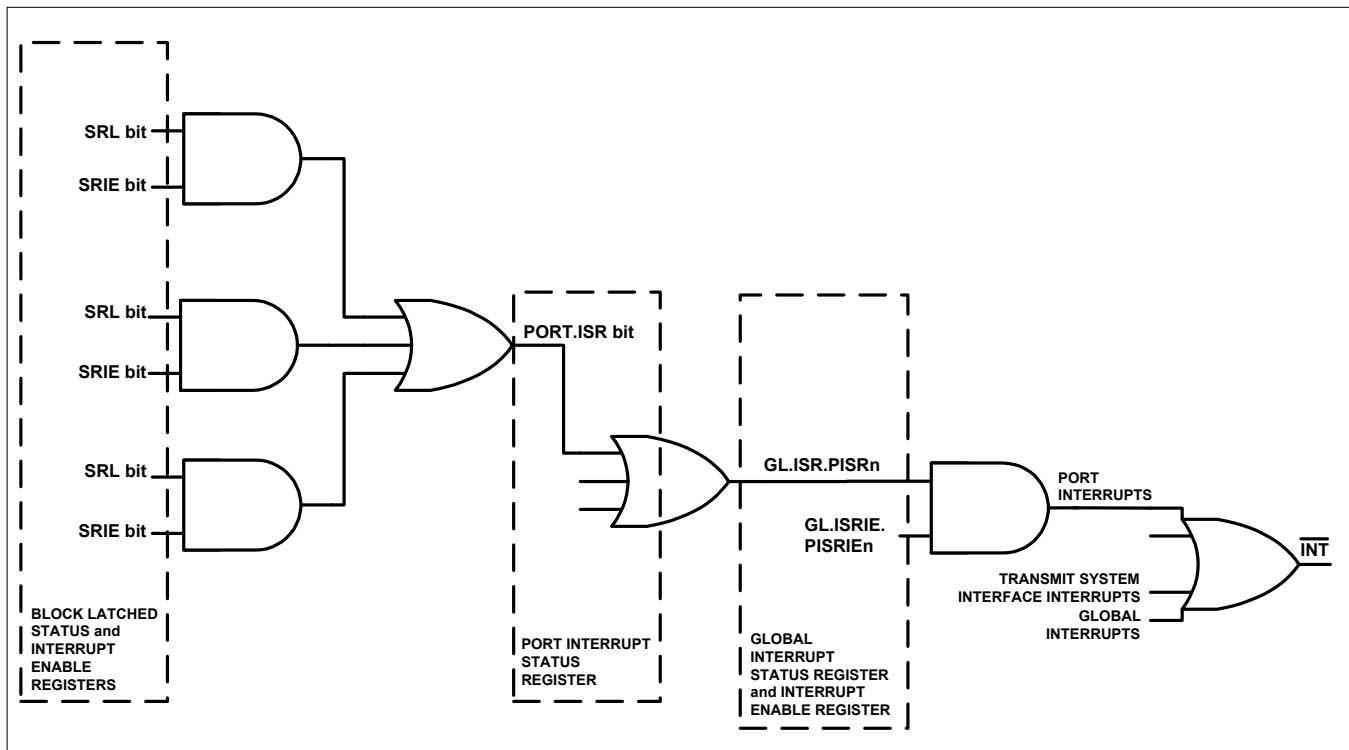 SRL bit
SRIE bit
SRL bit
SRIE bit
SRL bit
SRIE bit
BLOCK LATCHED
STATUS and
INTERRUPT
ENABLE
REGISTERS
PORT.ISR bit
PORT INTERRUPT
STATUS
REGISTER
GL.ISR.PISRn
GL.ISRIE.
PISRIEn
GLOBAL
INTERRUPT
STATUS REGISTER
and INTERRUPT
ENABLE REGISTER
PORT
INTERRUPTS
TRANSMIT SYSTEM
INTERFACE INTERRUPTS
GLOBAL
INTERRUPTS
INT